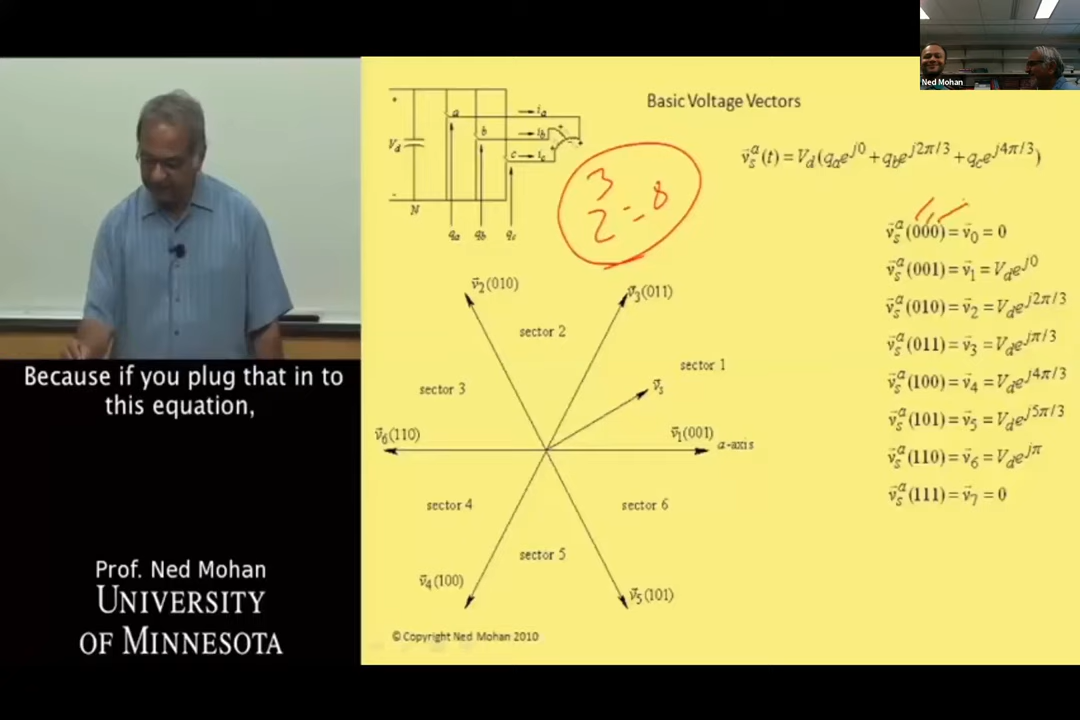 Ned Mohan
Basic Voltage Vectors
V_d
a
b
c
i_a
i_b
i_c
N
q_a q_b q_c
2³ = 8
v⃗_s^a(t) = V_d(q_a e^{j0} + q_b e^{j2π/3} + q_c e^{j4π/3})
v⃗_s^a(000) = v⃗_0 = 0
v⃗_s^a(001) = v⃗_1 = V_d e^{j0}
v⃗_s^a(010) = v⃗_2 = V_d e^{j2π/3}
v⃗_s^a(011) = v⃗_3 = V_d e^{jπ/3}
v⃗_s^a(100) = v⃗_4 = V_d e^{j4π/3}
v⃗_s^a(101) = v⃗_5 = V_d e^{j5π/3}
v⃗_s^a(110) = v⃗_6 = V_d e^{jπ}
v⃗_s^a(111) = v⃗_7 = 0
v⃗_2(010)
v⃗_3(011)
sector 2
sector 1
sector 3
v⃗_s
v⃗_6(110)
v⃗_1(001)
a-axis
sector 4
sector 6
sector 5
v⃗_4(100)
v⃗_5(101)
© Copyright Ned Mohan 2010
Because if you plug that in to
this equation,
Prof. Ned Mohan
UNIVERSITY
OF MINNESOTA